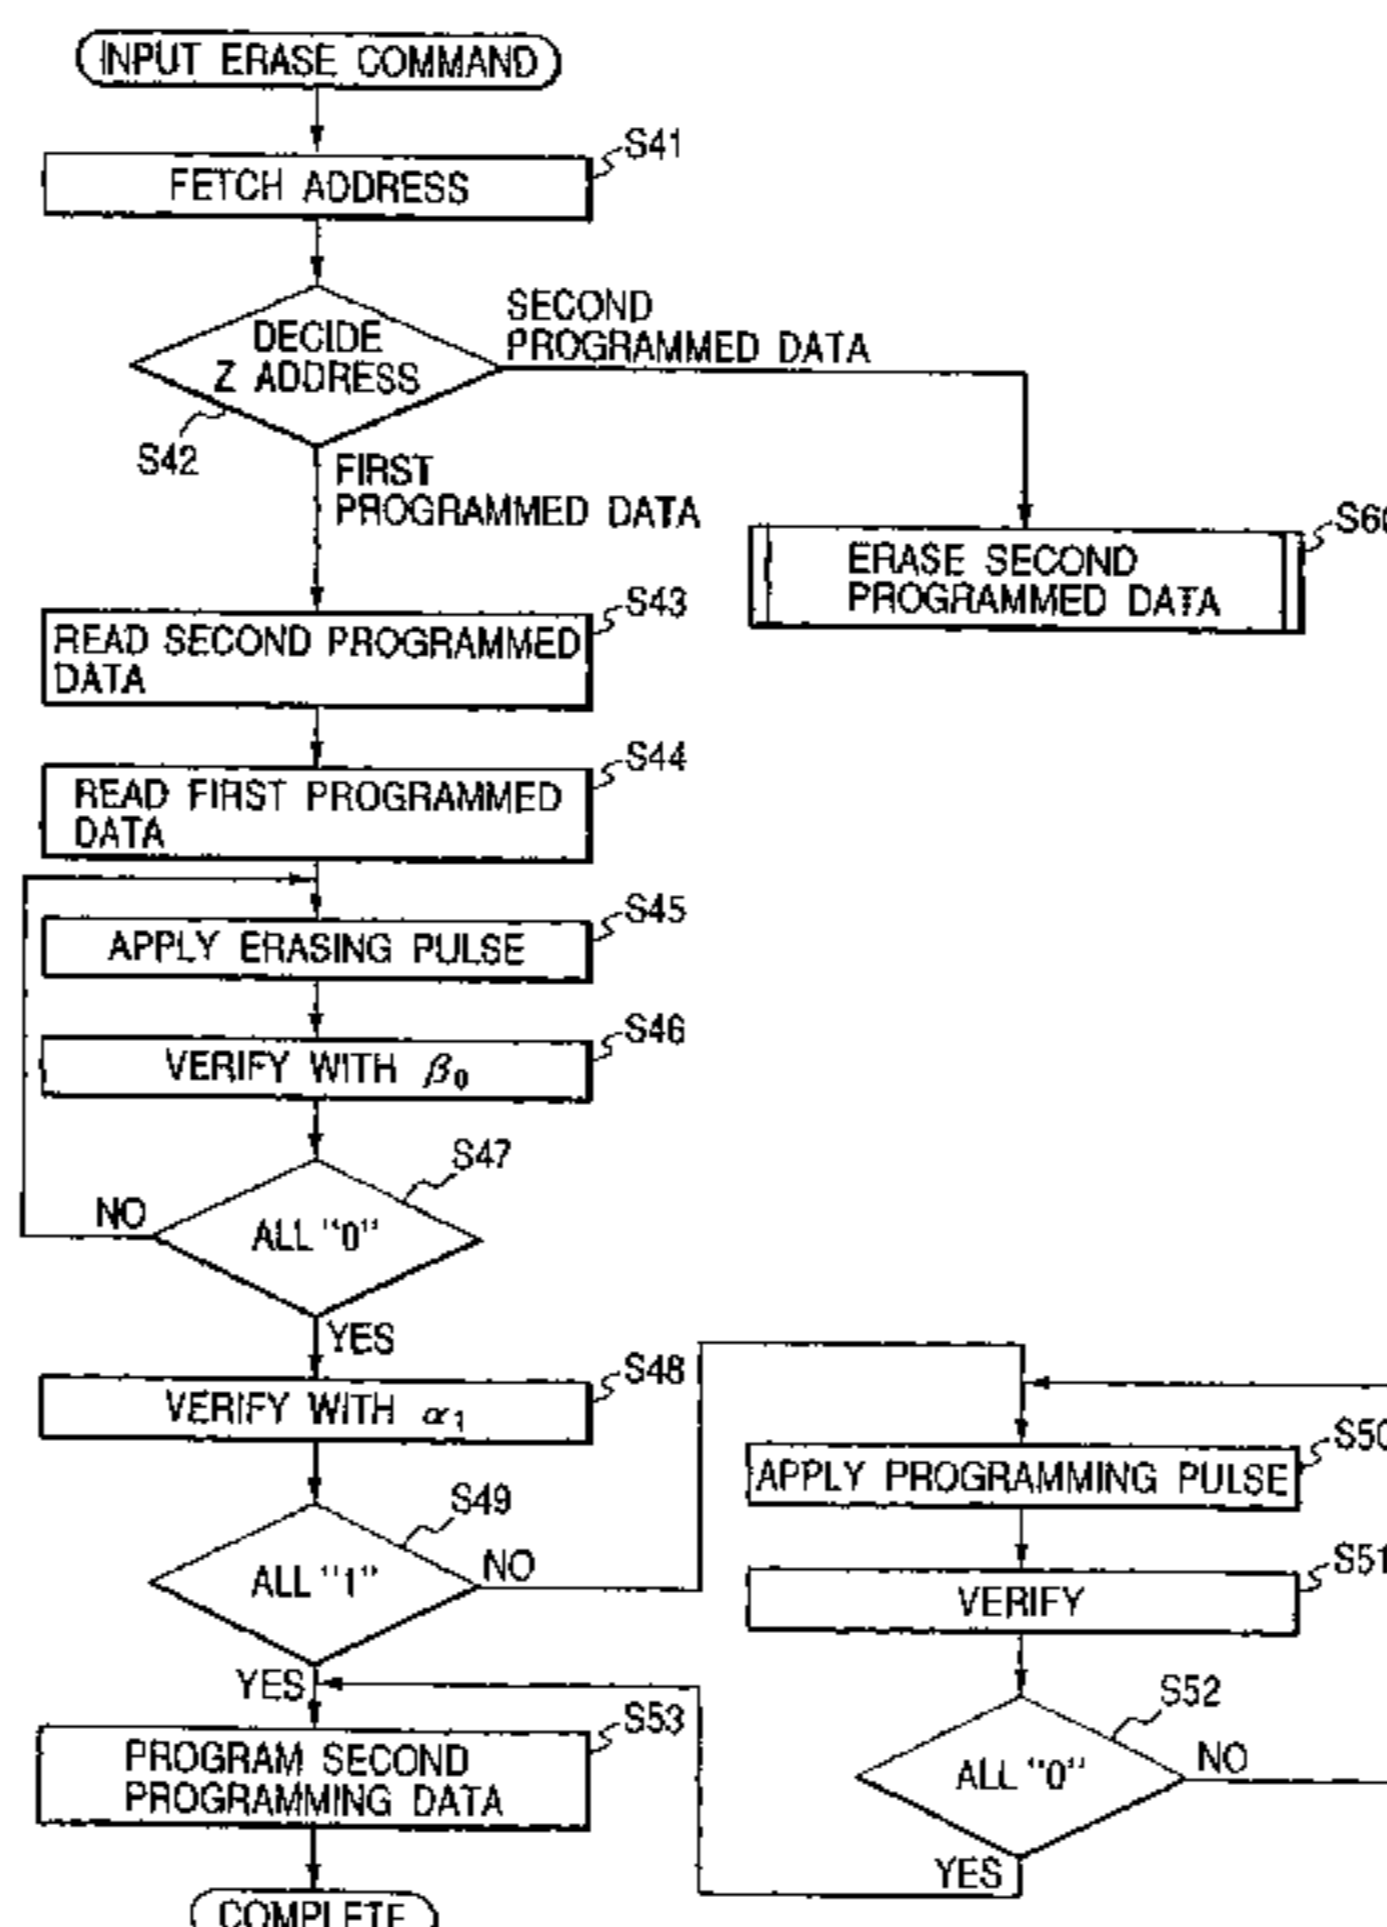 INPUT ERASE COMMAND
S41
FETCH ADDRESS
DECIDE
Z ADDRESS
S42
SECOND
PROGRAMMED DATA
FIRST
PROGRAMMED DATA
S60
ERASE SECOND
PROGRAMMED DATA
S43
READ SECOND PROGRAMMED
DATA
S44
READ FIRST PROGRAMMED
DATA
S45
APPLY ERASING PULSE
S46
VERIFY WITH β₀
S47
ALL "0"
NO
YES
S48
VERIFY WITH α₁
S49
ALL "1"
NO
YES
S50
APPLY PROGRAMMING PULSE
S51
VERIFY
S52
ALL "0"
NO
YES
S53
PROGRAM SECOND
PROGRAMMING DATA
COMPLETE